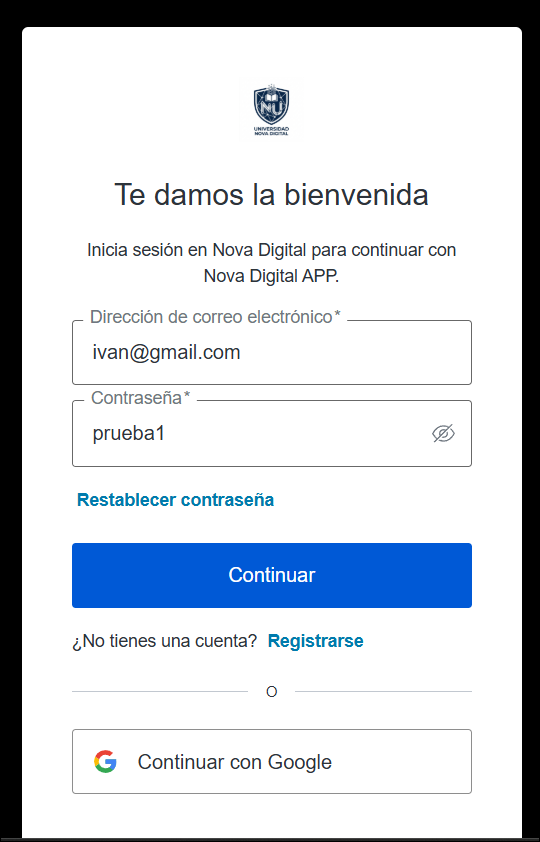 NU
UNIVERSIDAD
NOVA DIGITAL
Te damos la bienvenida
Inicia sesión en Nova Digital para continuar con
Nova Digital APP.
Dirección de correo electrónico*
ivan@gmail.com
Contraseña*
prueba1
Restablecer contraseña
Continuar
¿No tienes una cuenta? Registrarse
O
Continuar con Google